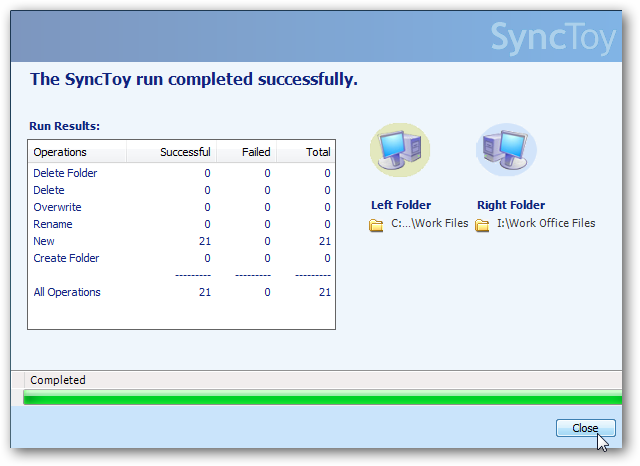 SyncToy
The SyncToy run completed successfully.
Run Results:
Operations Successful Failed Total
Delete Folder 0 0 0
Delete 0 0 0
Overwrite 0 0 0
Rename 0 0 0
New 21 0 21
Create Folder 0 0 0
--------- --------- ---------
All Operations 21 0 21
Left Folder Right Folder
C:...\Work Files I:\Work Office Files
Completed
Close